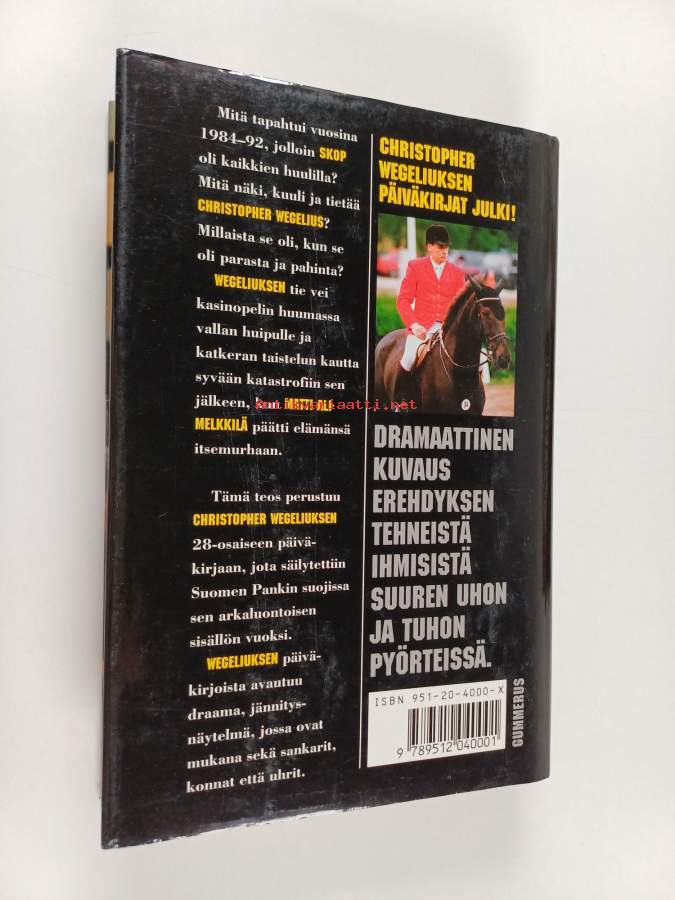 Mitä tapahtui vuosina
1984–92, jolloin SKOP
oli kaikkien huulilla?
Mitä näki, kuuli ja tietää
CHRISTOPHER WEGELIUS?
Millaista se oli, kun se
oli parasta ja pahinta?
WEGELIUKSEN tie vei
kasinopelin huumassa
vallan huipulle ja
katkeran taistelun kautta
syvään katastrofiin sen
jälkeen, kun
MELKKILÄ päätti elämänsä
itsemurhaan.
Tämä teos perustuu
CHRISTOPHER WEGELIUKSEN
28-osaiseen päivä-
kirjaan, jota säilytettiin
Suomen Pankin suojissa
sen arkaluontoisen
sisällön vuoksi.
WEGELIUKSEN päivä-
kirjoista avautuu
draama, jännitys-
näytelmä, jossa ovat
mukana sekä sankarit,
konnat että uhrit.
CHRISTOPHER
WEGELIUKSEN
PÄIVÄKIRJAT JULKI!
DRAMAATTINEN
KUVAUS
EREHDYKSEN
TEHNEISTÄ
IHMISISTÄ
SUUREN UHON
JA TUHON
PYÖRTEISSÄ.
ISBN 951-20-4000-X
9 789512 040001
GUMMERUS